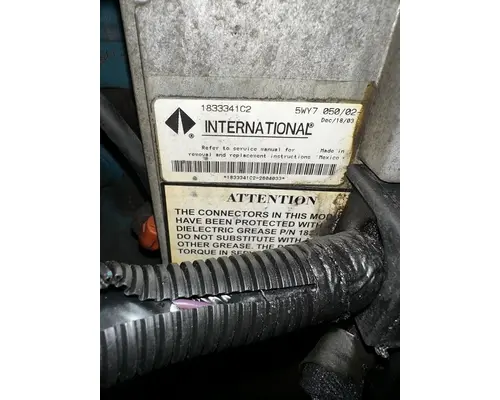 1833341C2 5WY7 050/02-
Dec/18/03
INTERNATIONAL®
Refer to service manual for Made in
removal and replacement instructions Mexico
ATTENTION
THE CONNECTORS IN THIS MOD
HAVE BEEN PROTECTED WITH
DIELECTRIC GREASE P/N 183
DO NOT SUBSTITUTE WITH
OTHER GREASE. THE
TORQUE IN